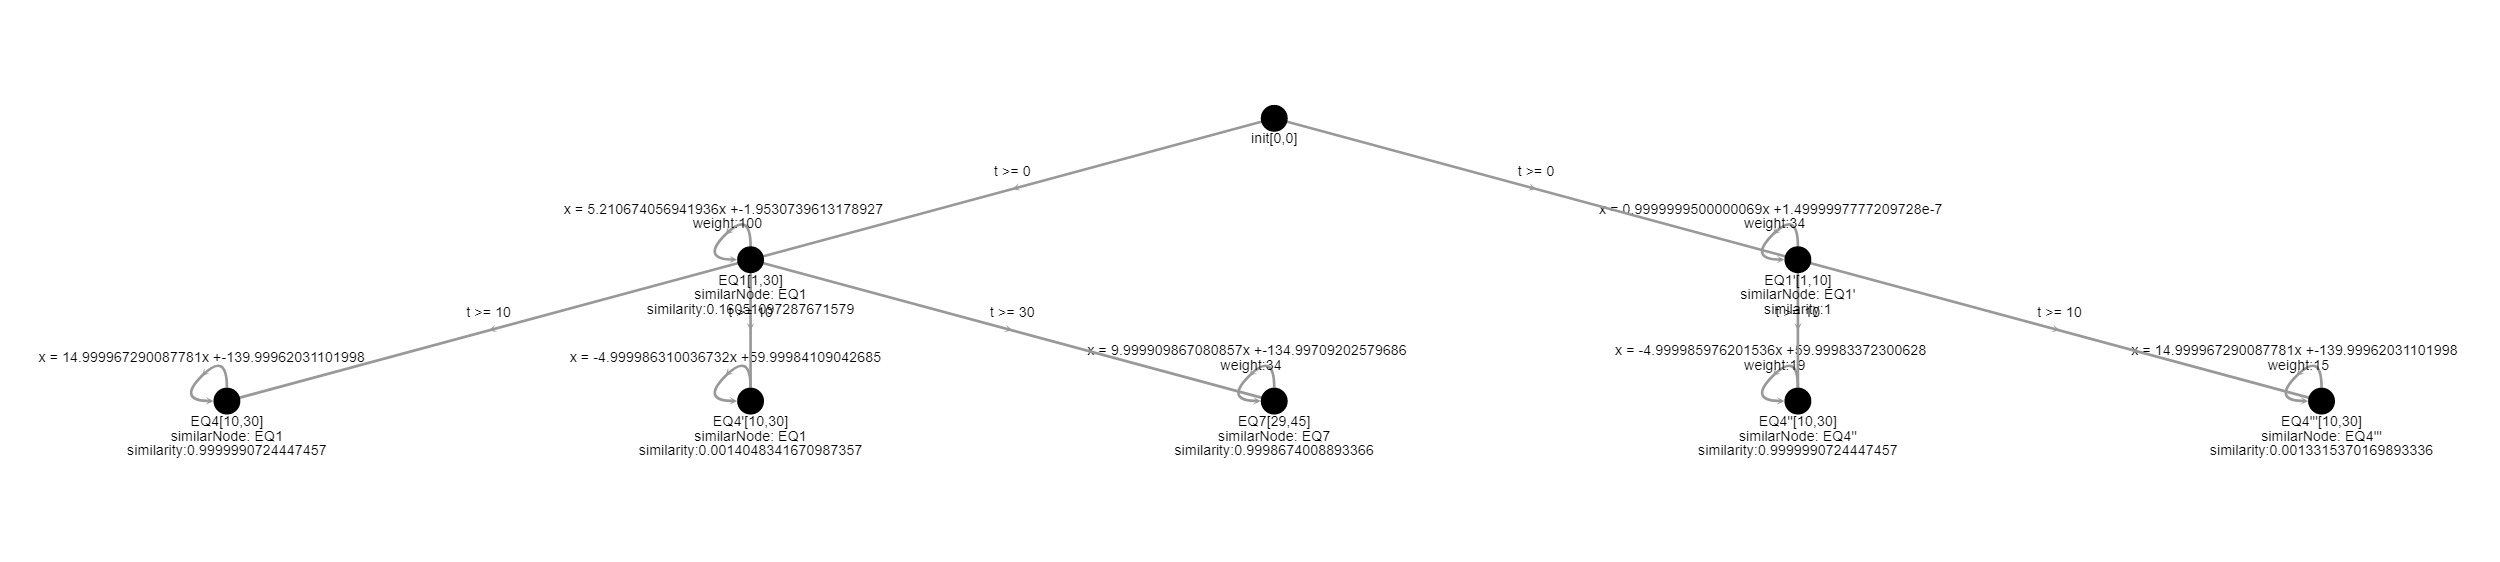 init[0,0]
t >= 0
t >= 0
x = 5.210674056941936x +-1.9530739613178927
weight:100
x = 0.9999999500000069x +1.4999997777209728e-7
weight:34
EQ1[1,30]
similarNode: EQ1
similarity:0.16051097287671579
EQ1'[1,10]
similarNode: EQ1'
similarity:1
t >= 10
t >= 10
t >= 30
t >= 10
t >= 10
x = 14.999967290087781x +-139.99962031101998
x = -4.999986310036732x +59.99984109042685
x = 9.999909867080857x +-134.99709202579686
weight:34
x = -4.999985976201536x +59.99983372300628
weight:19
x = 14.999967290087781x +-139.99962031101998
weight:15
EQ4[10,30]
similarNode: EQ1
similarity:0.9999990724447457
EQ4'[10,30]
similarNode: EQ1
similarity:0.0014048341670987357
EQ7[29,45]
similarNode: EQ7
similarity:0.9998674008893366
EQ4''[10,30]
similarNode: EQ4''
similarity:0.9999990724447457
EQ4'''[10,30]
similarNode: EQ4'''
similarity:0.0013315370169893336